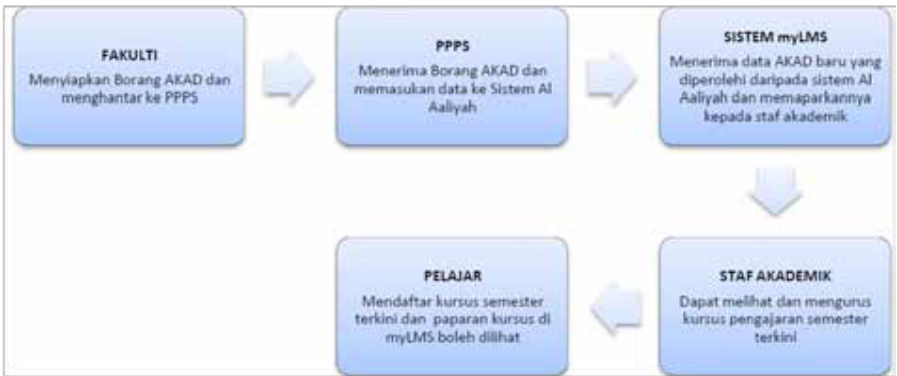 FAKULTI
Menyiapkan Borang AKAD dan
menghantar ke PPPS
PPPS
Menerima Borang AKAD dan
memasukan data ke Sistem Al
Aaliyah
SISTEM myLMS
Menerima data AKAD baru yang
diperolehi daripada sistem Al
Aaliyah dan memaparkannya
kepada staf akademik
STAF AKADEMIK
Dapat melihat dan mengurus
kursus pengajaran semester
terkini
PELAJAR
Mendaftar kursus semester
terkini dan paparan kursus di
myLMS boleh dilihat